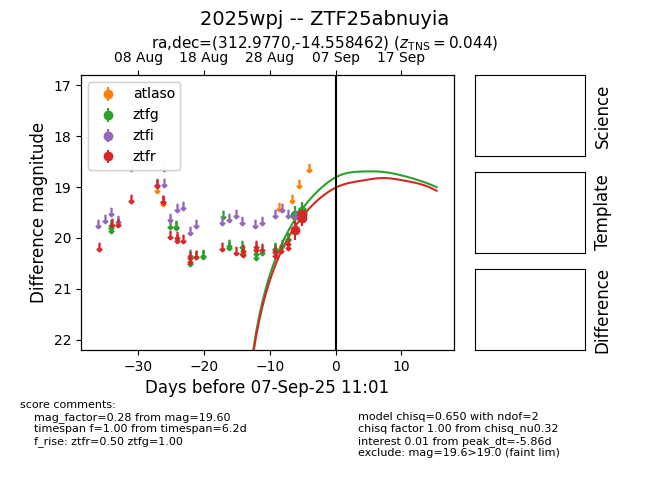 2025wpj -- ZTF25abnuyia
ra,dec=(312.9770,-14.558462) (z_TNS = 0.044)
08 Aug 18 Aug 28 Aug 07 Sep 17 Sep
atlaso
ztfg
ztfi
ztfr
17
18
19
20
21
22
Difference magnitude
−30 −20 −10 0 10
Days before 07-Sep-25 11:01
Science
Template
Difference
score comments:
mag_factor=0.28 from mag=19.60
timespan f=1.00 from timespan=6.2d
f_rise: ztfr=0.50 ztfg=1.00
model chisq=0.650 with ndof=2
chisq factor 1.00 from chisq_nu0.32
interest 0.01 from peak_dt=-5.86d
exclude: mag=19.6>19.0 (faint lim)